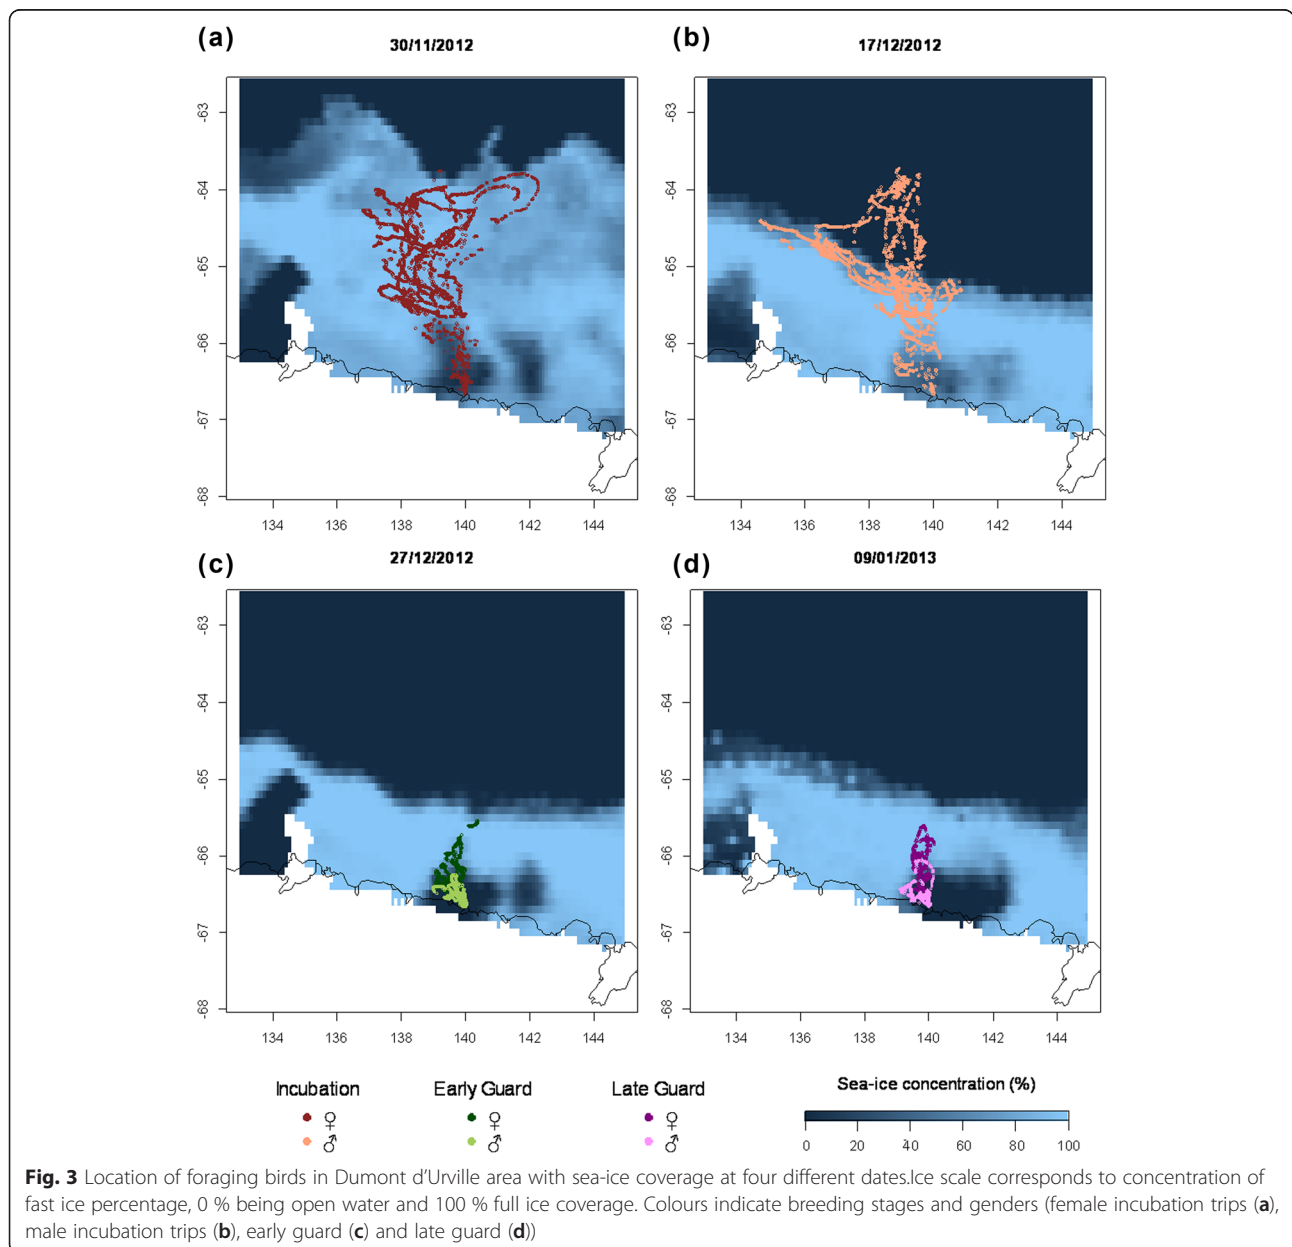 (a)
30/11/2012
(b)
17/12/2012
-63
-64
-65
-66
-67
-68
134 136 138 140 142 144
-63
-64
-65
-66
-67
-68
134 136 138 140 142 144
(c)
27/12/2012
(d)
09/01/2013
-63
-64
-65
-66
-67
-68
134 136 138 140 142 144
-63
-64
-65
-66
-67
-68
134 136 138 140 142 144
Incubation
♀
♂
Early Guard
♀
♂
Late Guard
♀
♂
Sea-ice concentration (%)
0 20 40 60 80 100
Fig. 3 Location of foraging birds in Dumont d'Urville area with sea-ice coverage at four different dates.Ice scale corresponds to concentration of
fast ice percentage, 0 % being open water and 100 % full ice coverage. Colours indicate breeding stages and genders (female incubation trips (a),
male incubation trips (b), early guard (c) and late guard (d))